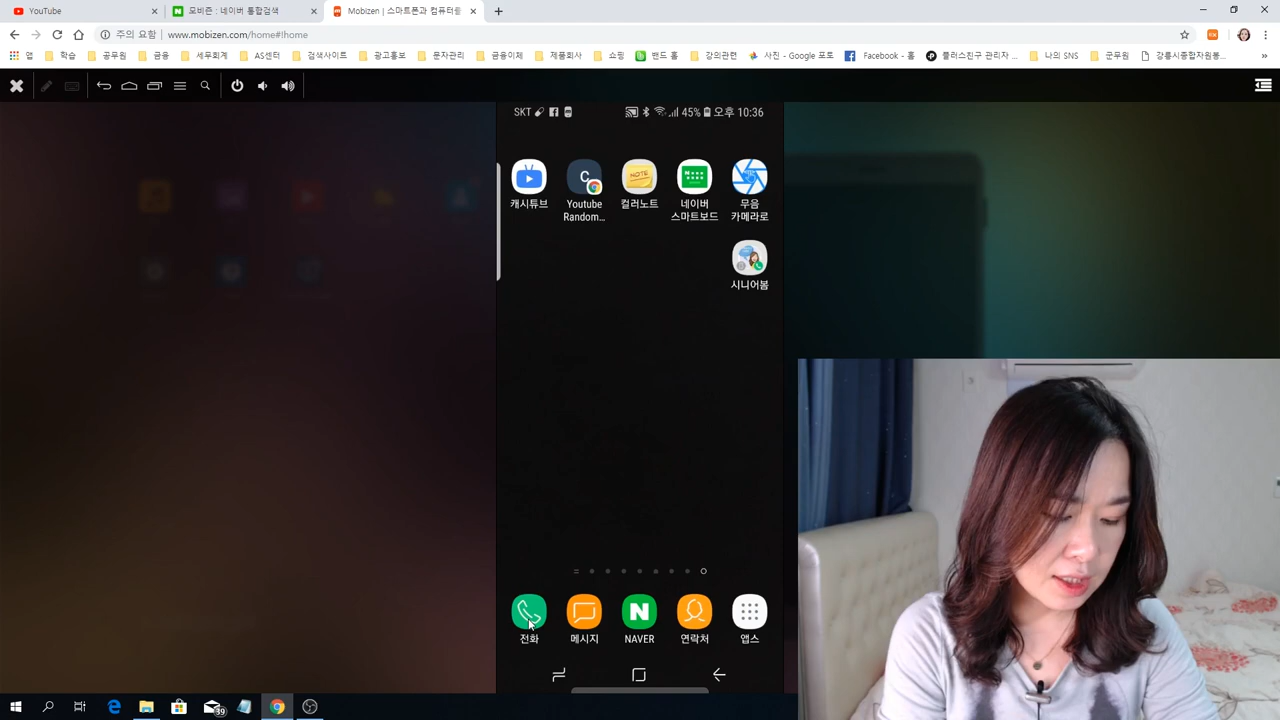 YouTube
모비즌 : 네이버 통합검색
Mobizen | 스마트폰과 컴퓨터를
주의 요함
www.mobizen.com/home#!home
앱
학습
공무원
금융
세무회계
AS센터
검색사이트
광고홍보
문자관리
금융이체
제품회사
쇼핑
밴드 홈
강의관련
사진 - Google 포토
Facebook - 홈
플러스친구 관리자 ...
나의 SNS
군무원
강릉시종합자원봉...
»
SKT
45%
오후 10:36
캐시튜브
C
Youtube
Random...
NOTE
컬러노트
네이버
스마트보드
무음
카메라로
시니어봄
전화
메시지
N
NAVER
연락처
앱스
39